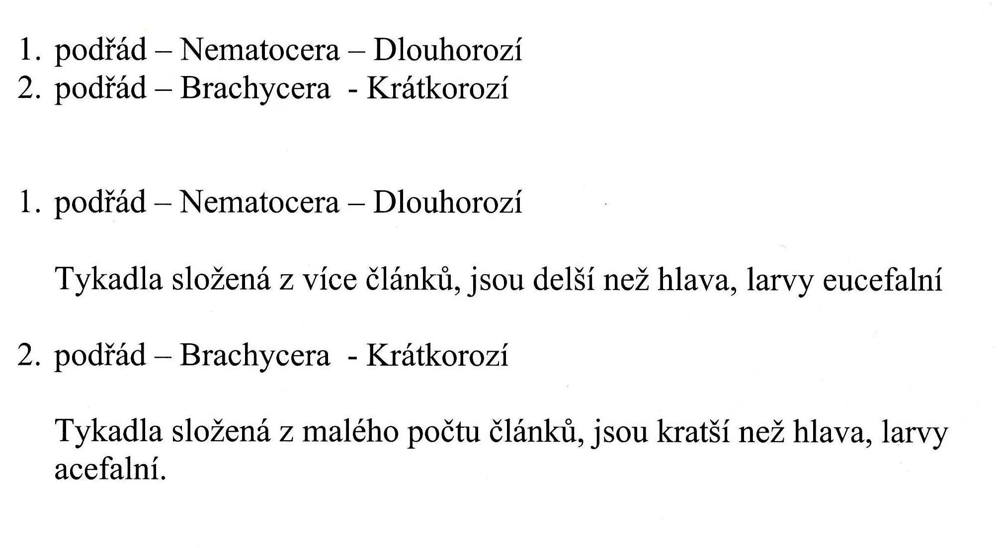 1. podřád – Nematocera – Dlouhorozí
2. podřád – Brachycera  - Krátkorozí
1. podřád – Nematocera – Dlouhorozí
Tykadla složená z více článků, jsou delší než hlava, larvy eucefalní
2. podřád – Brachycera  - Krátkorozí
Tykadla složená z malého počtu článků, jsou kratší než hlava, larvy
acefalní.